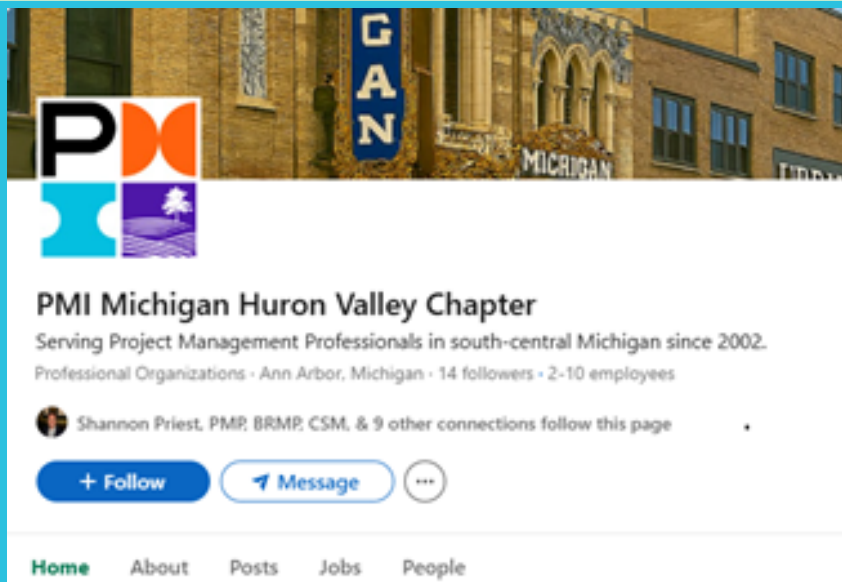 GAN
MICHIGAN
PM
PMI Michigan Huron Valley Chapter
Serving Project Management Professionals in south-central Michigan since 2002.
Professional Organizations · Ann Arbor, Michigan · 14 followers · 2-10 employees
Shannon Priest, PMP, BRMP, CSM, & 9 other connections follow this page
+ Follow
Message
Home About Posts Jobs People